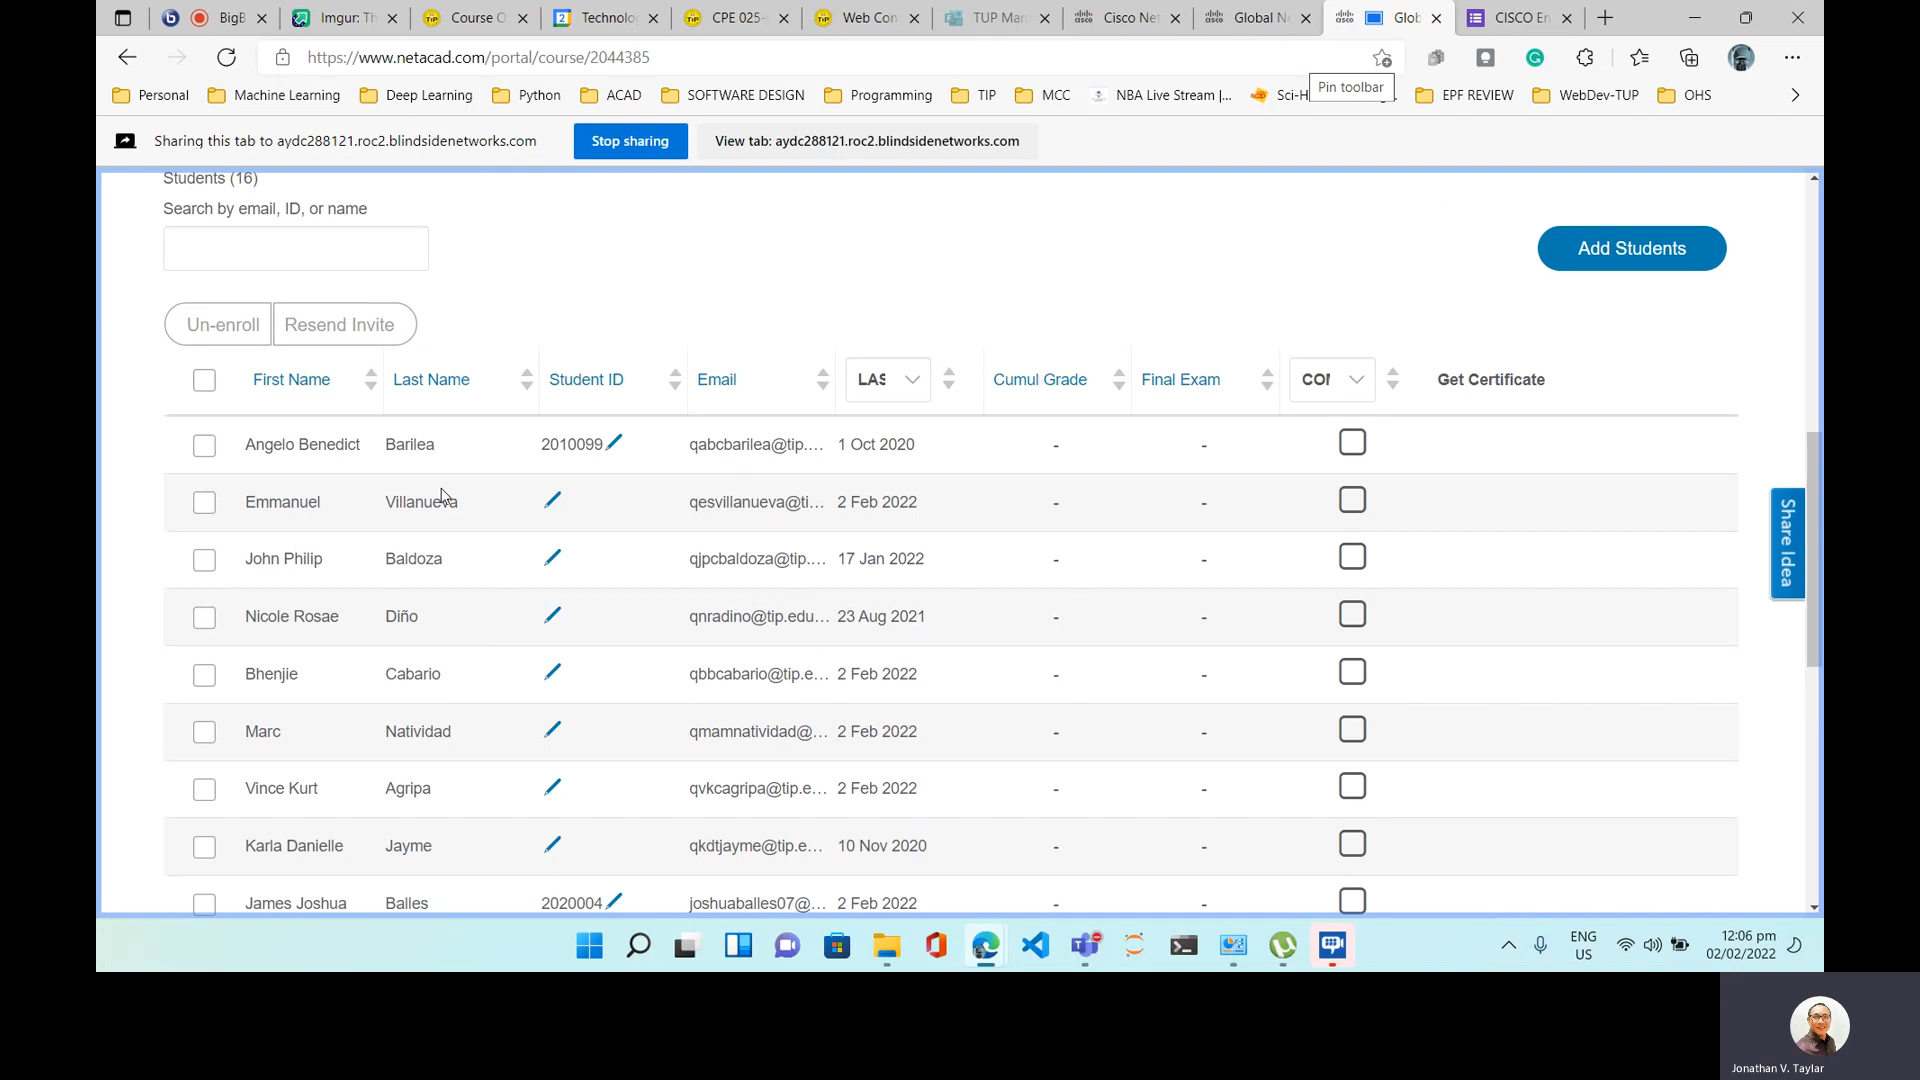 BigB
Imgur: Th
Course O
Technolo
CPE 025-
Web Con
TUP Man
Cisco Net
Global Ne
Glob
CISCO En
https://www.netacad.com/portal/course/2044385
Pin toolbar
Personal
Machine Learning
Deep Learning
Python
ACAD
SOFTWARE DESIGN
Programming
TIP
MCC
NBA Live Stream |...
Sci-H
EPF REVIEW
WebDev-TUP
OHS
Sharing this tab to aydc288121.roc2.blindsidenetworks.com
Stop sharing
View tab: aydc288121.roc2.blindsidenetworks.com
Students (16)
Search by email, ID, or name
Add Students
Un-enroll Resend Invite
First Name Last Name Student ID Email LAS Cumul Grade Final Exam COM Get Certificate
Angelo Benedict Barilea 2010099 qabcbarilea@tip.... 1 Oct 2020 - -
Emmanuel Villanueva qesvillanueva@ti... 2 Feb 2022 - -
John Philip Baldoza qjpcbaldoza@tip.... 17 Jan 2022 - -
Nicole Rosae Diño qnradino@tip.edu... 23 Aug 2021 - -
Bhenjie Cabario qbbcabario@tip.e... 2 Feb 2022 - -
Marc Natividad qmamnatividad@... 2 Feb 2022 - -
Vince Kurt Agripa qvkcagripa@tip.e... 2 Feb 2022 - -
Karla Danielle Jayme qkdtjayme@tip.e... 10 Nov 2020 - -
James Joshua Balles 2020004 joshuaballes07@... 2 Feb 2022 - -
Share Idea
ENG
US
12:06 pm
02/02/2022
Jonathan V. Taylar